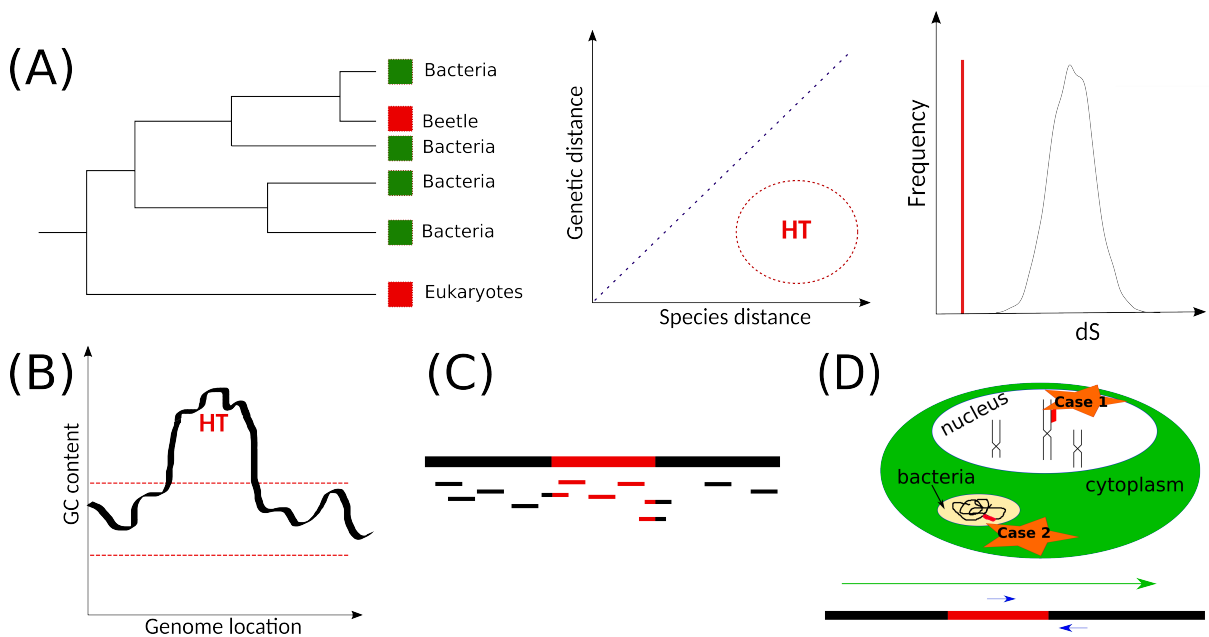 (A)
Bacteria
Beetle
Bacteria
Bacteria
Bacteria
Eukaryotes
Genetic distance
HT
Species distance
Frequency
dS
(B)
GC content
HT
Genome location
(C)
(D)
nucleus
Case 1
bacteria
cytoplasm
Case 2